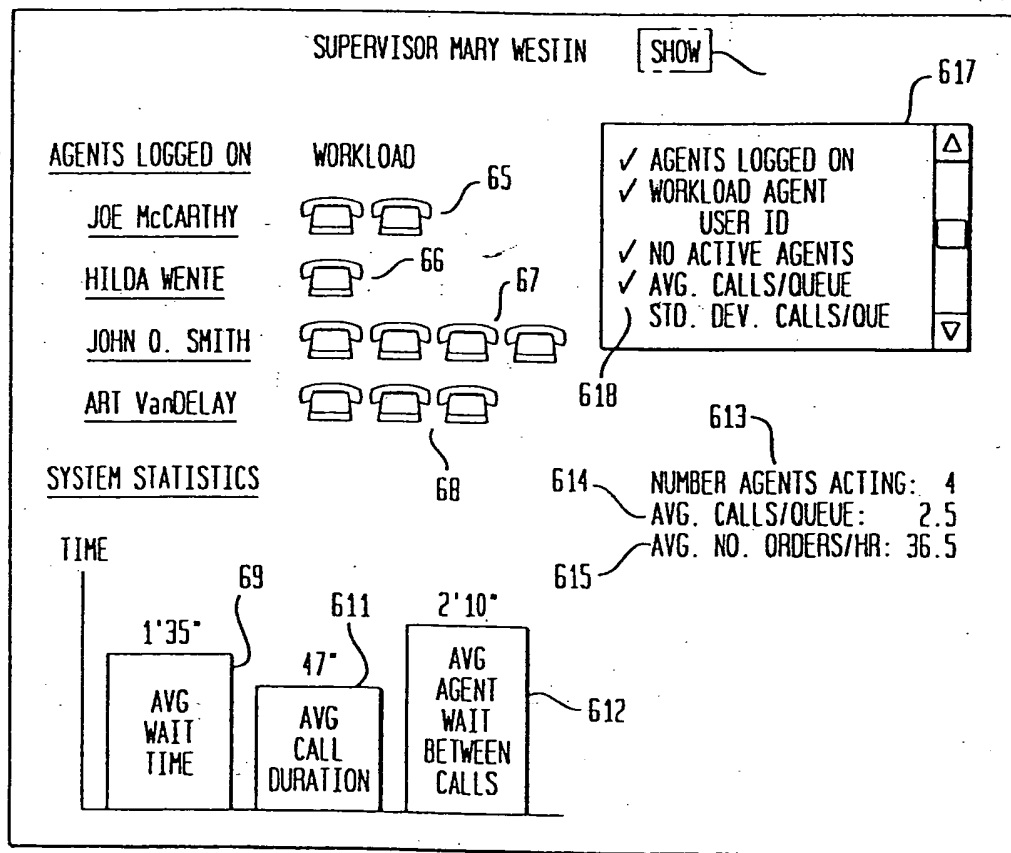 SUPERVISOR MARY WESTIN
SHOW
617
AGENTS LOGGED ON
WORKLOAD
JOE McCARTHY
65
HILDA WENTE
66
JOHN O. SMITH
67
ART VanDELAY
68
✓ AGENTS LOGGED ON
✓ WORKLOAD AGENT
USER ID
✓ NO ACTIVE AGENTS
✓ AVG. CALLS/QUEUE
STD. DEV. CALLS/QUE
618
613
NUMBER AGENTS ACTING: 4
614
AVG. CALLS/QUEUE: 2.5
615
AVG. NO. ORDERS/HR: 36.5
SYSTEM STATISTICS
TIME
1'35"
69
AVG
WAIT
TIME
47"
611
AVG
CALL
DURATION
2'10"
AVG
AGENT
WAIT
BETWEEN
CALLS
612